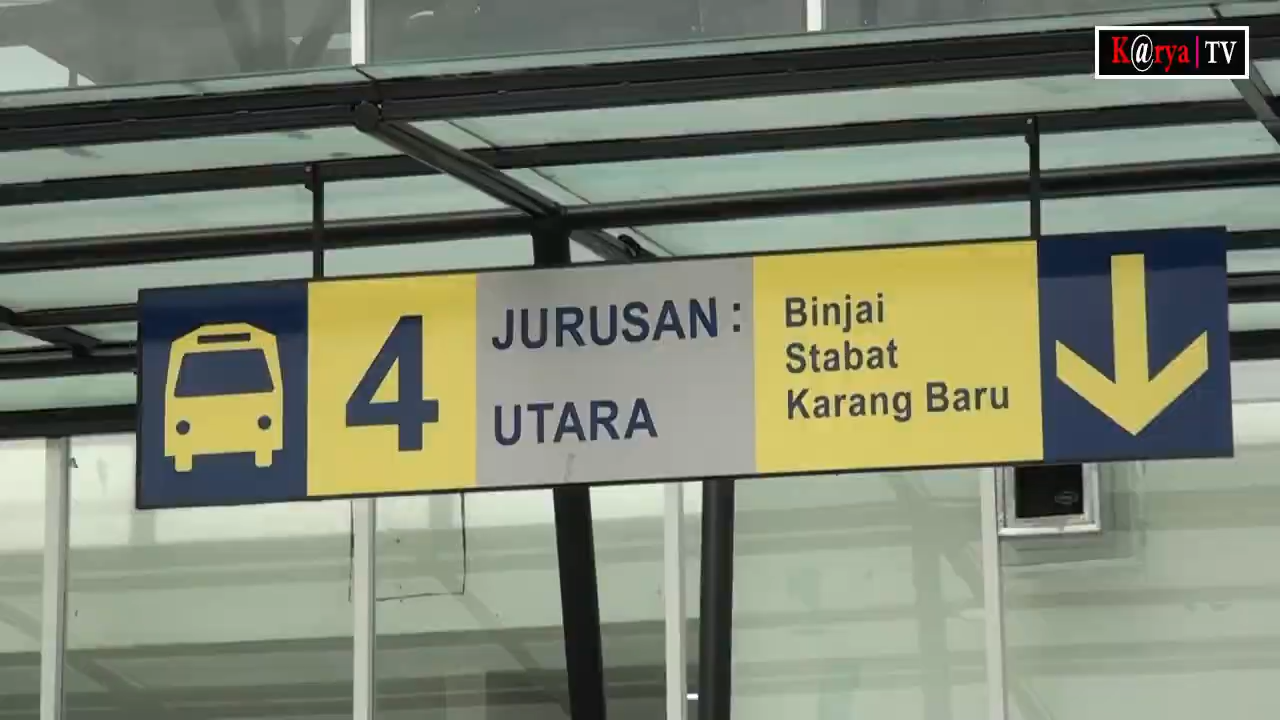 K@rya|TV
4
JURUSAN :
UTARA
Binjai
Stabat
Karang Baru